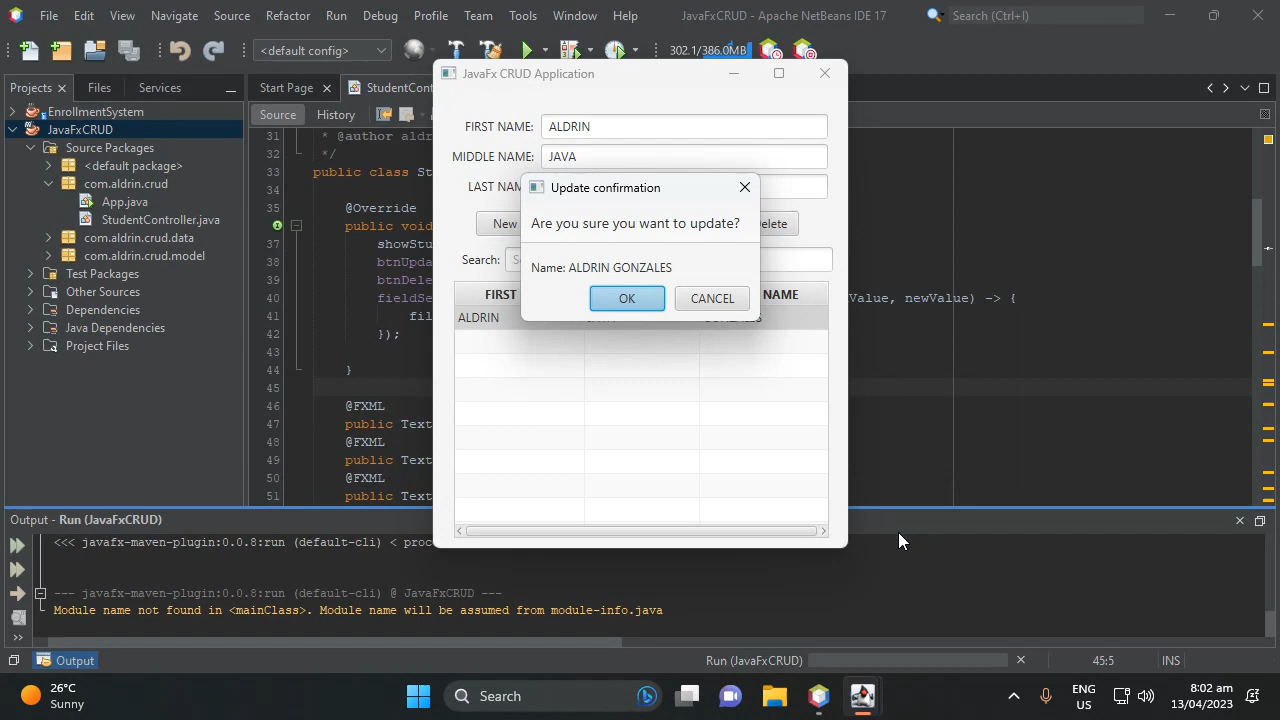 File Edit View Navigate Source Refactor Run Debug Profile Team Tools Window Help
JavaFxCRUD - Apache NetBeans IDE 17
Search (Ctrl+I)
<default config>
302.1/386.0MB
Projects Files Services
EnrollmentSystem
JavaFxCRUD
Source Packages
<default package>
com.aldrin.crud
App.java
StudentController.java
com.aldrin.crud.data
com.aldrin.crud.model
Test Packages
Other Sources
Dependencies
Java Dependencies
Project Files
Start Page StudentCont
Source History
31 * @author aldr
32 */
33 public class St
34
35 @Override
public void
37 showStu
38 btnUpda
39 btnDele
40 fieldSe Value, newValue) -> {
41 fil
42 });
43
44 }
45
46 @FXML
47 public Text
48 @FXML
49 public Text
50 @FXML
51 public Text
JavaFx CRUD Application
FIRST NAME: ALDRIN
MIDDLE NAME: JAVA
LAST NAM
New elete
Search: Se
FIRST NAME
ALDRIN GONZALES
Update confirmation
Are you sure you want to update?
Name: ALDRIN GONZALES
OK CANCEL
Output - Run (JavaFxCRUD)
<<< javafx-maven-plugin:0.0.8:run (default-cli) < proc
--- javafx-maven-plugin:0.0.8:run (default-cli) @ JavaFxCRUD ---
Module name not found in <mainClass>. Module name will be assumed from module-info.java
Output
Run (JavaFxCRUD)
45:5 INS
26°C
Sunny
Search
ENG
US
8:02 am
13/04/2023